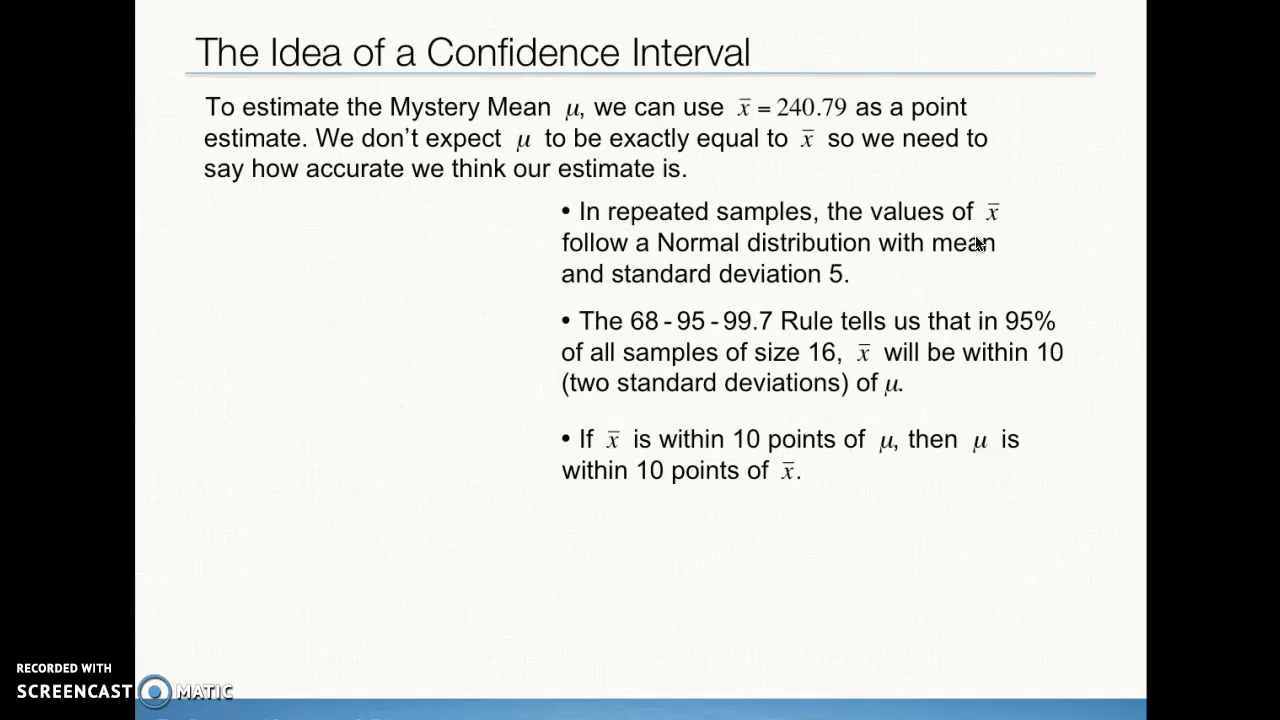 The Idea of a Confidence Interval
To estimate the Mystery Mean μ, we can use x̄ = 240.79 as a point
estimate. We don’t expect μ to be exactly equal to x̄ so we need to
say how accurate we think our estimate is.
• In repeated samples, the values of x̄
follow a Normal distribution with mean
and standard deviation 5.
• The 68 - 95 - 99.7 Rule tells us that in 95%
of all samples of size 16, x̄ will be within 10
(two standard deviations) of μ.
• If x̄ is within 10 points of μ, then μ is
within 10 points of x̄.
RECORDED WITH
SCREENCAST MATIC